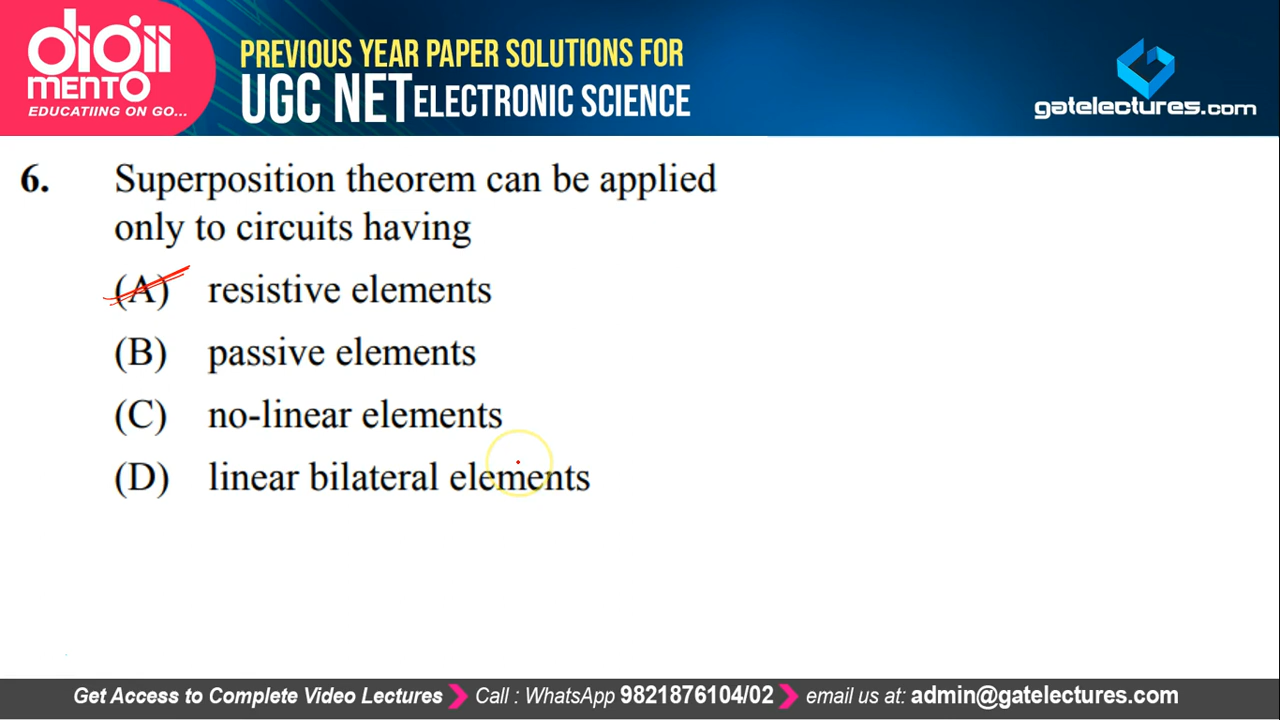 digii
MENTO
EDUCATIING ON GO...
PREVIOUS YEAR PAPER SOLUTIONS FOR
UGC NET ELECTRONIC SCIENCE
gatelectures.com
6. Superposition theorem can be applied
only to circuits having
(A) resistive elements
(B) passive elements
(C) no-linear elements
(D) linear bilateral elements
Get Access to Complete Video Lectures Call : WhatsApp 9821876104/02 email us at: admin@gatelectures.com